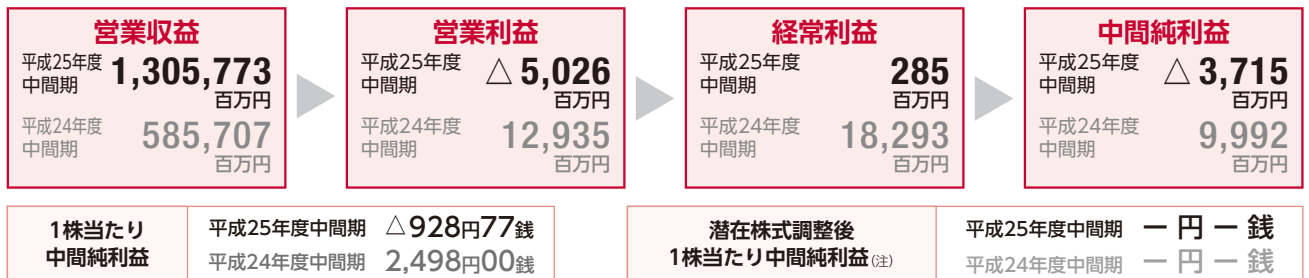 営業収益
平成25年度
中間期
1,305,773
百万円
平成24年度
中間期
585,707
百万円
営業利益
平成25年度
中間期
△5,026
百万円
平成24年度
中間期
12,935
百万円
経常利益
平成25年度
中間期
285
百万円
平成24年度
中間期
18,293
百万円
中間純利益
平成25年度
中間期
△3,715
百万円
平成24年度
中間期
9,992
百万円
1株当たり
中間純利益
平成25年度中間期 △928円77銭
平成24年度中間期 2,498円00銭
潜在株式調整後
1株当たり中間純利益(注)
平成25年度中間期 ー 円 ー 銭
平成24年度中間期 ー 円 ー 銭